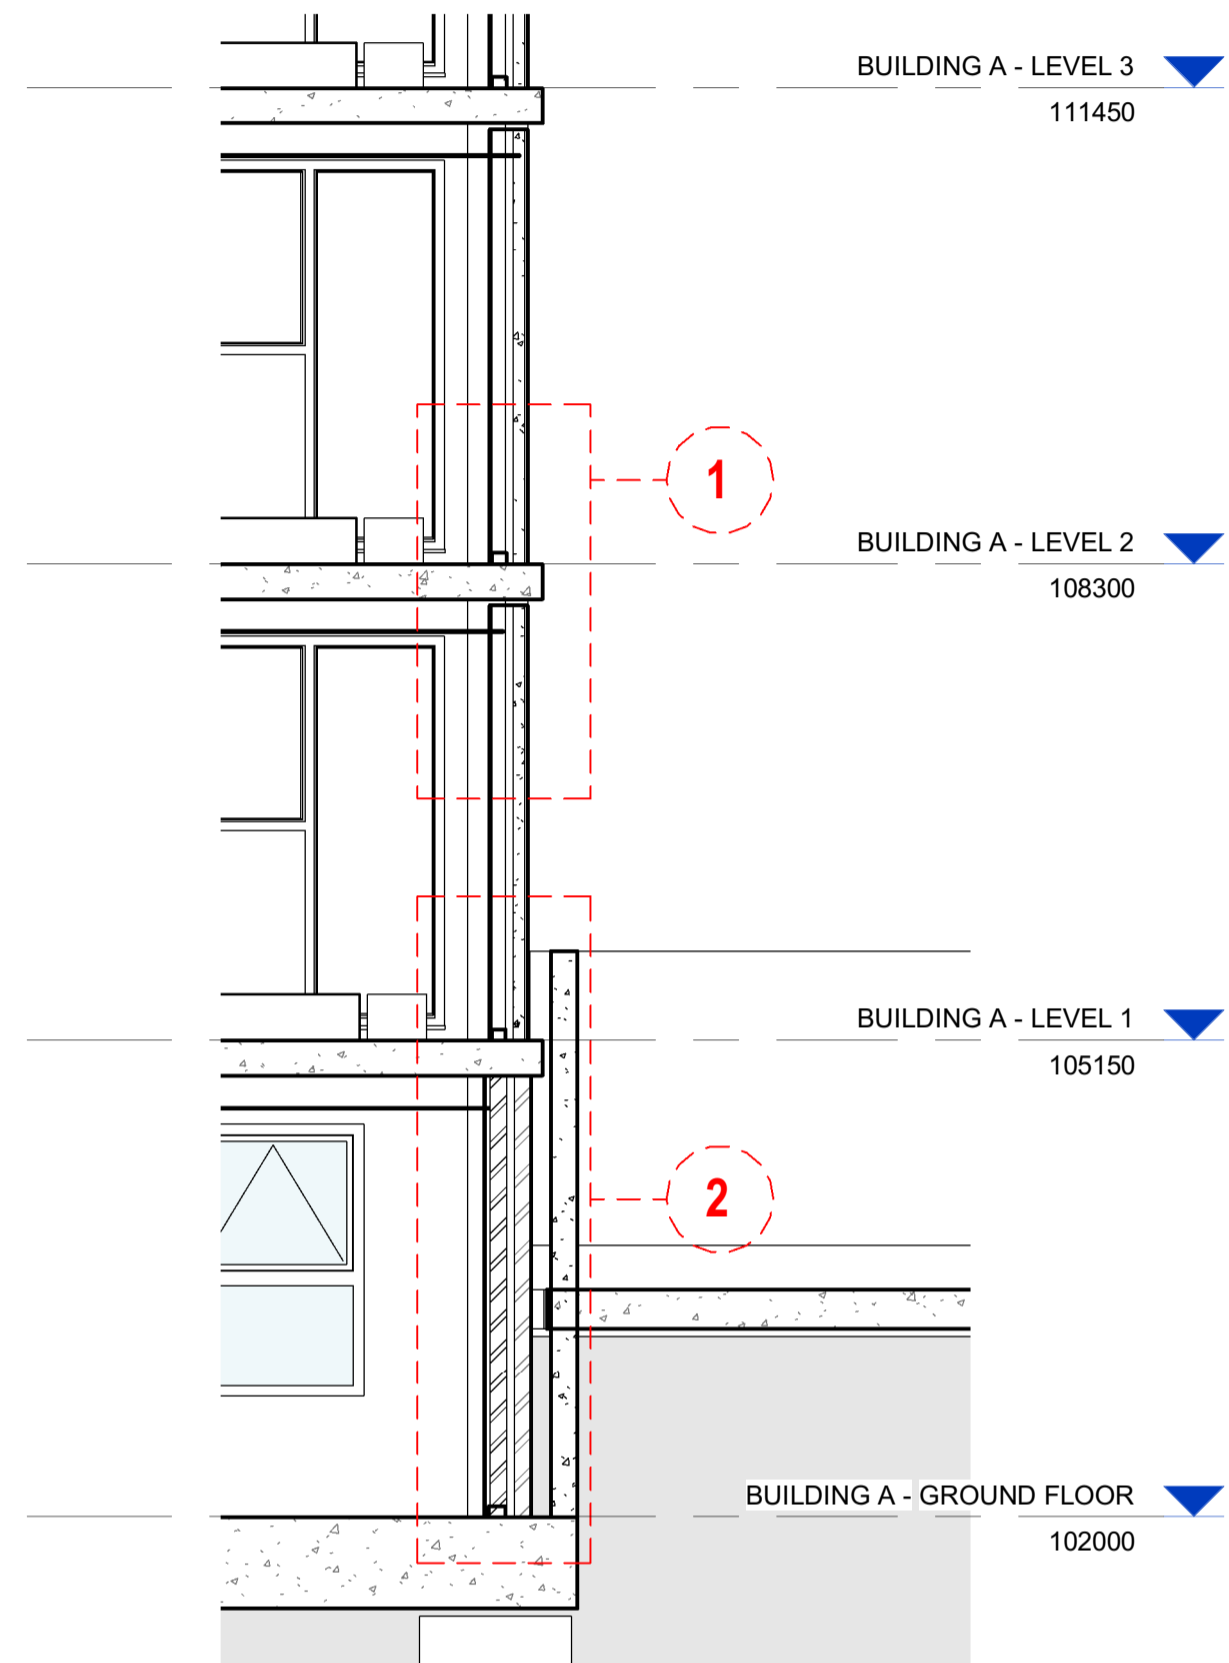 BUILDING A - LEVEL 3
111450
1
BUILDING A - LEVEL 2
108300
BUILDING A - LEVEL 1
105150
2
BUILDING A - GROUND FLOOR
102000